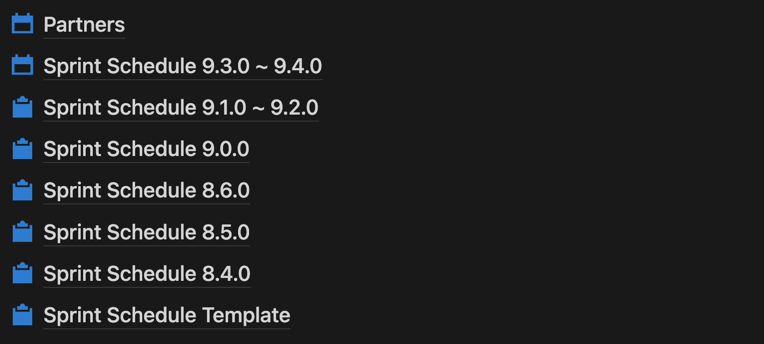 Partners
Sprint Schedule 9.3.0 ~ 9.4.0
Sprint Schedule 9.1.0 ~ 9.2.0
Sprint Schedule 9.0.0
Sprint Schedule 8.6.0
Sprint Schedule 8.5.0
Sprint Schedule 8.4.0
Sprint Schedule Template